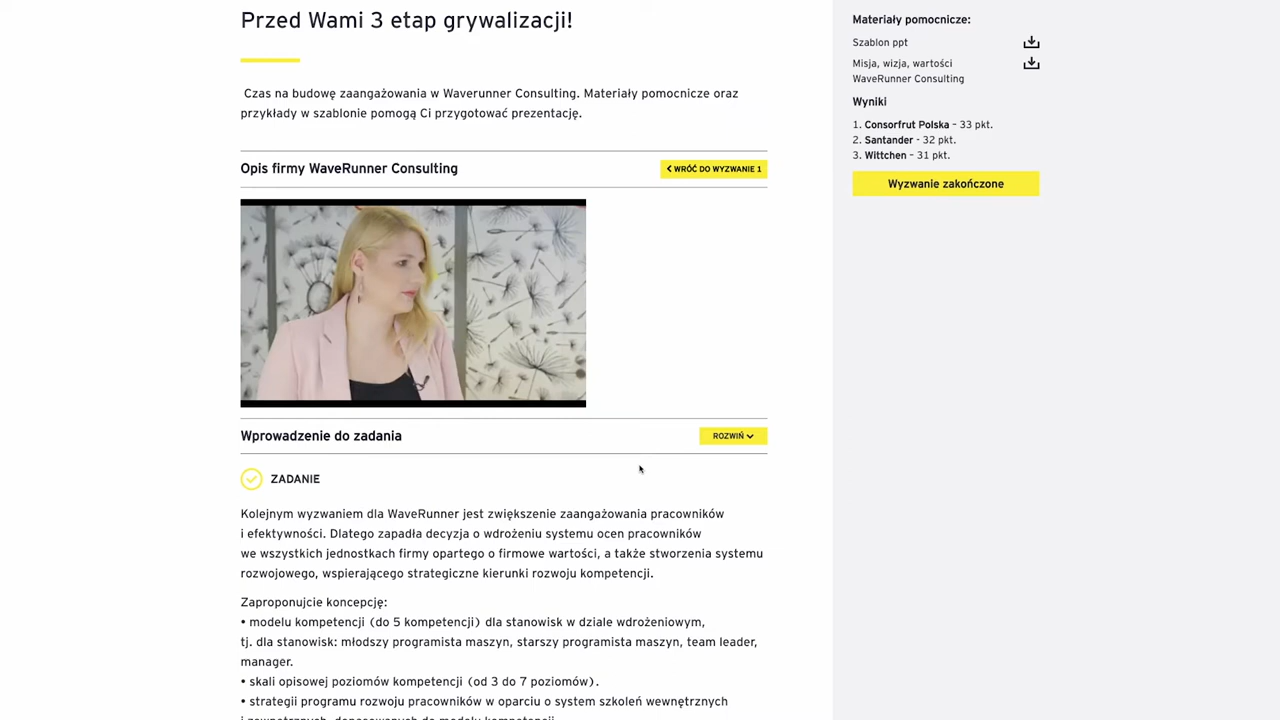 Przed Wami 3 etap grywalizacji!
Czas na budowę zaangażowania w Waverunner Consulting. Materiały pomocnicze oraz
przykłady w szablonie pomogą Ci przygotować prezentację.
Opis firmy WaveRunner Consulting
WRÓĆ DO WYZWANIE 1
Wprowadzenie do zadania
ROZWIŃ
ZADANIE
Kolejnym wyzwaniem dla WaveRunner jest zwiększenie zaangażowania pracowników
i efektywności. Dlatego zapadła decyzja o wdrożeniu systemu ocen pracowników
we wszystkich jednostkach firmy opartego o firmowe wartości, a także stworzenia systemu
rozwojowego, wspierającego strategiczne kierunki rozwoju kompetencji.
Zaproponujcie koncepcję:
• modelu kompetencji (do 5 kompetencji) dla stanowisk w dziale wdrożeniowym,
tj. dla stanowisk: młodszy programista maszyn, starszy programista maszyn, team leader,
manager.
• skali opisowej poziomów kompetencji (od 3 do 7 poziomów).
• strategii programu rozwoju pracowników w oparciu o system szkoleń wewnętrznych
i zewnętrznych, dopasowanych do modelu kompetencji.
Materiały pomocnicze:
Szablon ppt
Misja, wizja, wartości
WaveRunner Consulting
Wyniki
1. Consorfrut Polska – 33 pkt.
2. Santander - 32 pkt.
3. Wittchen – 31 pkt.
Wyzwanie zakończone